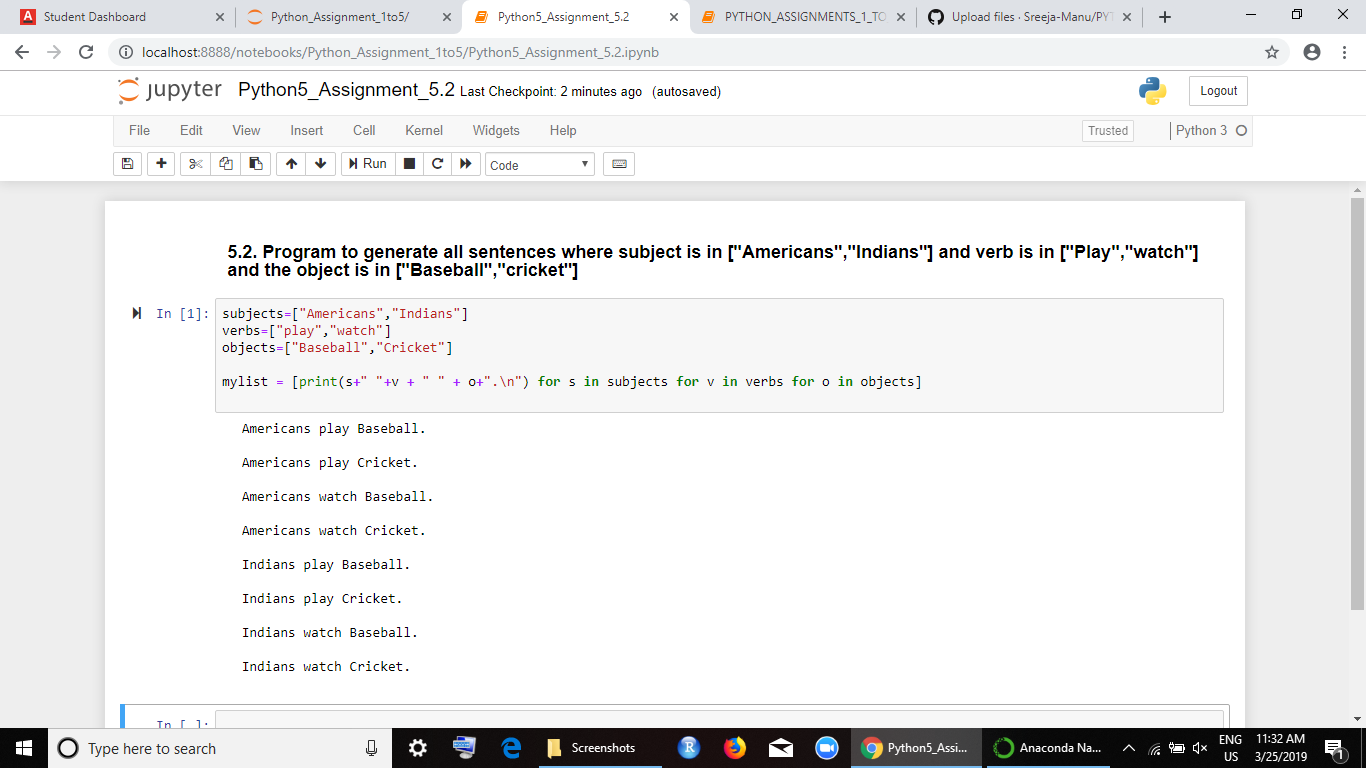 Student Dashboard
Python_Assignment_1to5/
Python5_Assignment_5.2
PYTHON_ASSIGNMENTS_1_TO
Upload files · Sreeja-Manu/PYT
localhost:8888/notebooks/Python_Assignment_1to5/Python5_Assignment_5.2.ipynb
jupyter Python5_Assignment_5.2 Last Checkpoint: 2 minutes ago (autosaved)
Logout
File Edit View Insert Cell Kernel Widgets Help
Trusted
Python 3
Run
Code
5.2. Program to generate all sentences where subject is in ["Americans","Indians"] and verb is in ["Play","watch"]
and the object is in ["Baseball","cricket"]
In [1]:
subjects=["Americans","Indians"]
verbs=["play","watch"]
objects=["Baseball","Cricket"]
mylist = [print(s+" "+v + " " + o+".\n") for s in subjects for v in verbs for o in objects]
Americans play Baseball.
Americans play Cricket.
Americans watch Baseball.
Americans watch Cricket.
Indians play Baseball.
Indians play Cricket.
Indians watch Baseball.
Indians watch Cricket.
In [ ]:
Type here to search
Screenshots
R
Python5_Assi...
Anaconda Na...
ENG
US
11:32 AM
3/25/2019
1